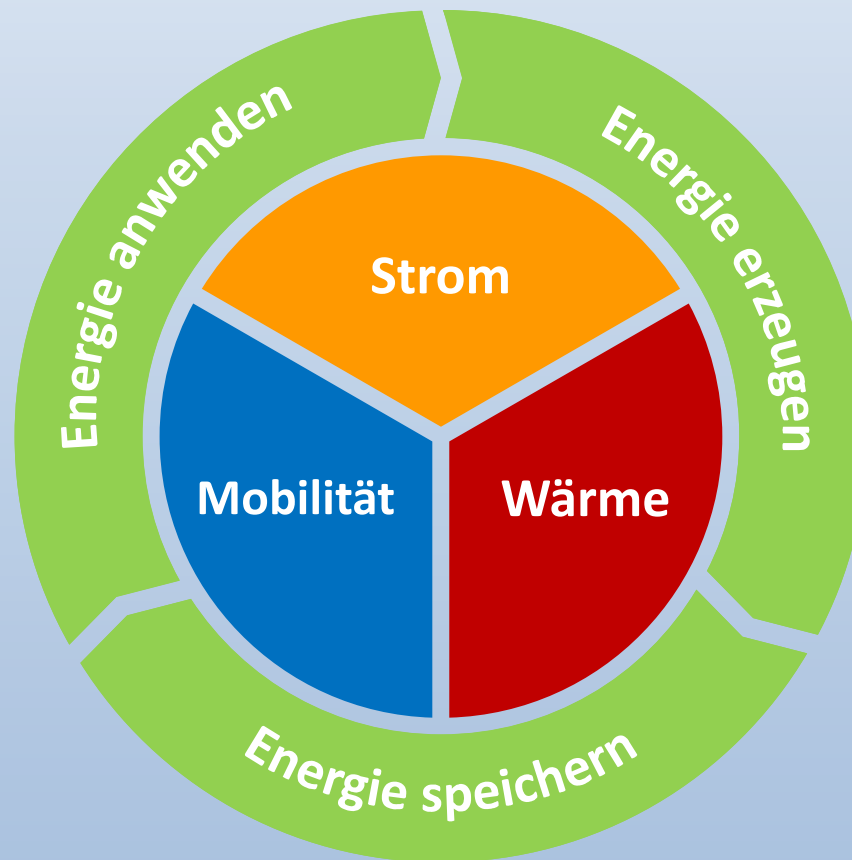 Energie anwenden
Energie erzeugen
Strom
Mobilität
Wärme
Energie speichern